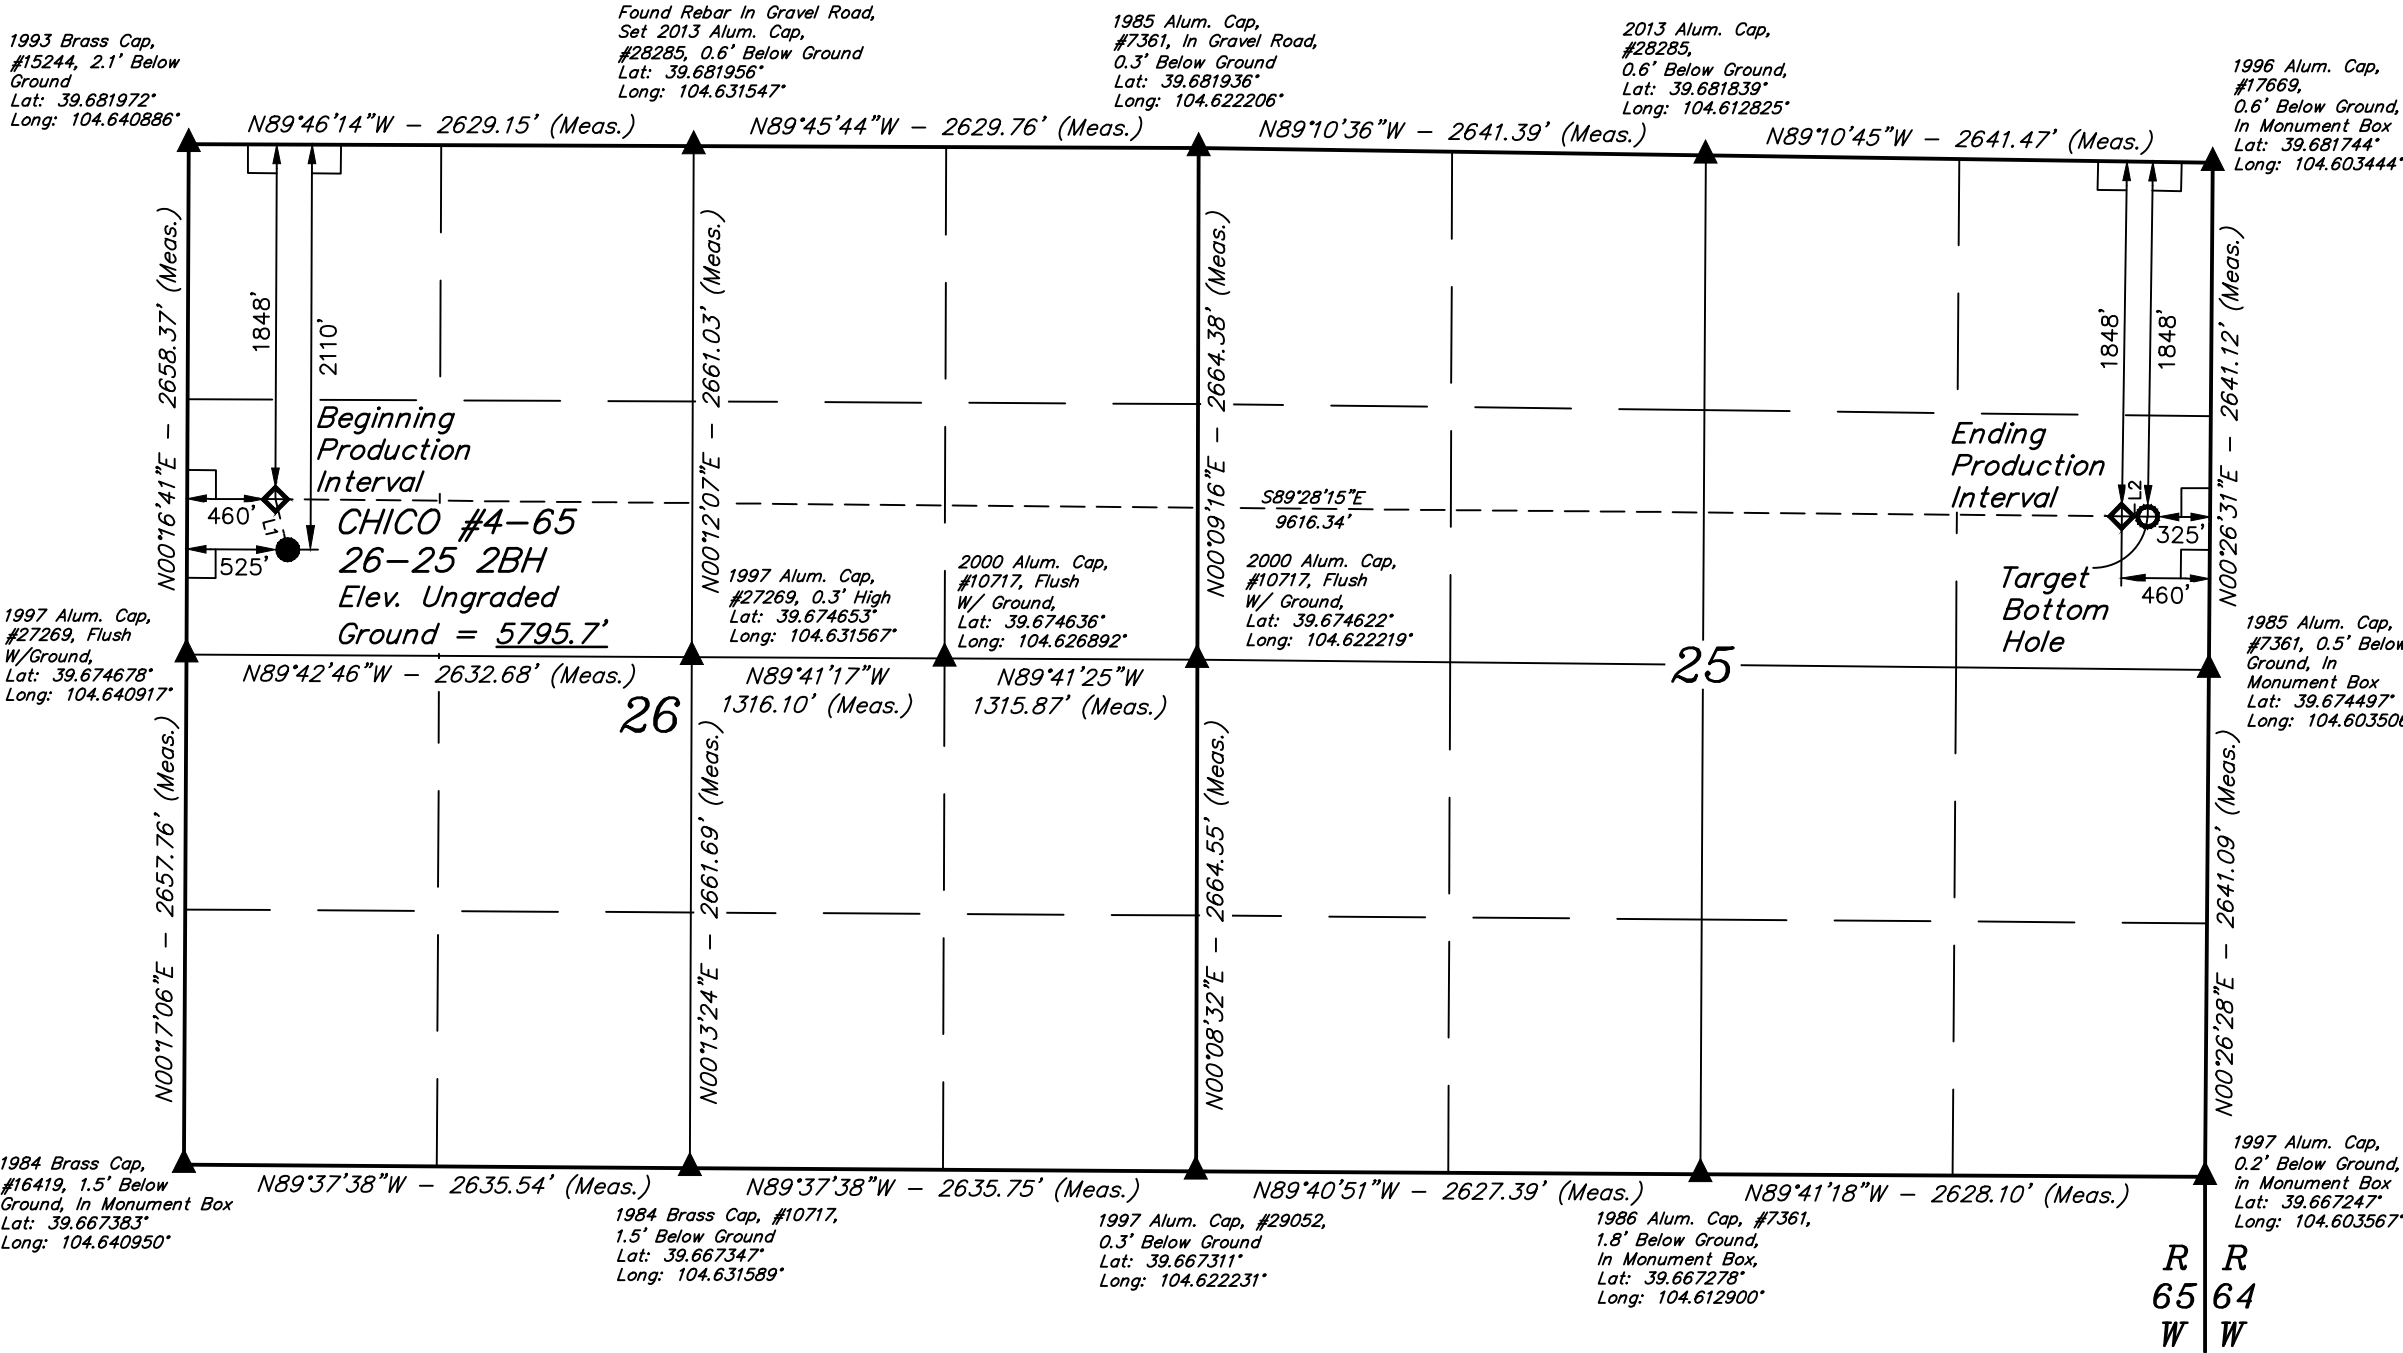 Found Rebar In Gravel Road,
Set 2013 Alum. Cap,
#28285, 0.6' Below Ground
Lat: 39.681956°
Long: 104.631547°
1985 Alum. Cap,
#7361, In Gravel Road,
0.3' Below Ground
Lat: 39.681936°
Long: 104.622206°
2013 Alum. Cap,
#28285,
0.6' Below Ground,
Lat: 39.681839°
Long: 104.612825°
1993 Brass Cap,
#15244, 2.1' Below
Ground
Lat: 39.681972°
Long: 104.640886°
1996 Alum. Cap,
#17669,
0.6' Below Ground,
In Monument Box
Lat: 39.681744°
Long: 104.603444°
N89°46'14"W - 2629.15' (Meas.)
N89°45'44"W - 2629.76' (Meas.)
N89°10'36"W - 2641.39' (Meas.)
N89°10'45"W - 2641.47' (Meas.)
N00°16'41"E - 2658.37' (Meas.)
1848'
2110'
N00°12'07"E - 2661.03' (Meas.)
N00°09'16"E - 2664.38' (Meas.)
1848'
1848'
N00°26'31"E - 2641.12' (Meas.)
Beginning
Production
Interval
460'
L1
525'
CHICO #4-65
26-25 2BH
Elev. Ungraded
Ground = 5795.7'
S89°28'15"E
9616.34'
Ending
Production
Interval
L2
325'
460'
Target
Bottom
Hole
1997 Alum. Cap,
#27269, Flush
W/Ground,
Lat: 39.674678°
Long: 104.640917°
1997 Alum. Cap,
#27269, 0.3' High
Lat: 39.674653°
Long: 104.631567°
2000 Alum. Cap,
#10717, Flush
W/ Ground,
Lat: 39.674636°
Long: 104.626892°
2000 Alum. Cap,
#10717, Flush
W/ Ground,
Lat: 39.674622°
Long: 104.622219°
1985 Alum. Cap,
#7361, 0.5' Below
Ground, In
Monument Box
Lat: 39.674497°
Long: 104.603506
N89°42'46"W - 2632.68' (Meas.)
N89°41'17"W
1316.10' (Meas.)
N89°41'25"W
1315.87' (Meas.)
26
25
N00°17'06"E - 2657.76' (Meas.)
N00°13'24"E - 2661.69' (Meas.)
N00°08'32"E - 2664.55' (Meas.)
N00°26'28"E - 2641.09' (Meas.)
1984 Brass Cap,
#16419, 1.5' Below
Ground, In Monument Box
Lat: 39.667383°
Long: 104.640950°
N89°37'38"W - 2635.54' (Meas.)
N89°37'38"W - 2635.75' (Meas.)
N89°40'51"W - 2627.39' (Meas.)
N89°41'18"W - 2628.10' (Meas.)
1984 Brass Cap, #10717,
1.5' Below Ground
Lat: 39.667347°
Long: 104.631589°
1997 Alum. Cap, #29052,
0.3' Below Ground
Lat: 39.667311°
Long: 104.622231°
1986 Alum. Cap, #7361,
1.8' Below Ground,
In Monument Box,
Lat: 39.667278°
Long: 104.612900°
1997 Alum. Cap,
0.2' Below Ground,
in Monument Box
Lat: 39.667247°
Long: 104.603567°
R R
65 64
W W